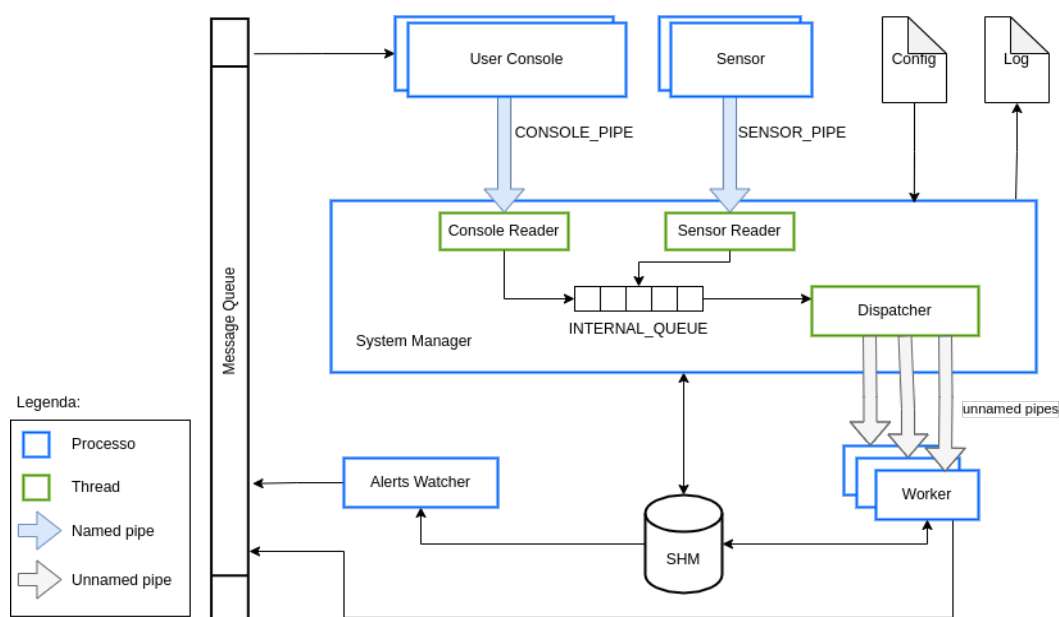 User Console
Sensor
Config
Log
CONSOLE_PIPE
SENSOR_PIPE
Console Reader
Sensor Reader
Dispatcher
INTERNAL_QUEUE
System Manager
Message Queue
unnamed pipes
Legenda:
Processo
Thread
Named pipe
Unnamed pipe
Alerts Watcher
Worker
SHM